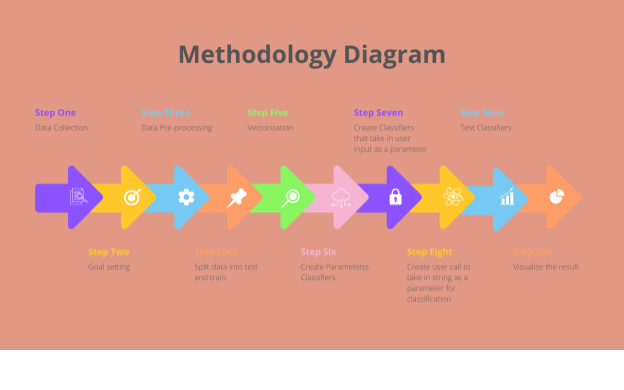 Methodology Diagram
Step One
Data Collection
Step Two
Goal setting
Step Three
Data Pre-processing
Step Four
Split data into test
and train
Step Five
Vectorization
Step Six
Create Parametelss
Classifiers
Step Seven
Create Classifiers
that take in user
input as a parameter
Step Eight
Create user call to
take in string as a
parameter for
classification
Step Nine
Test Classifiers
Step Ten
Visualize the result